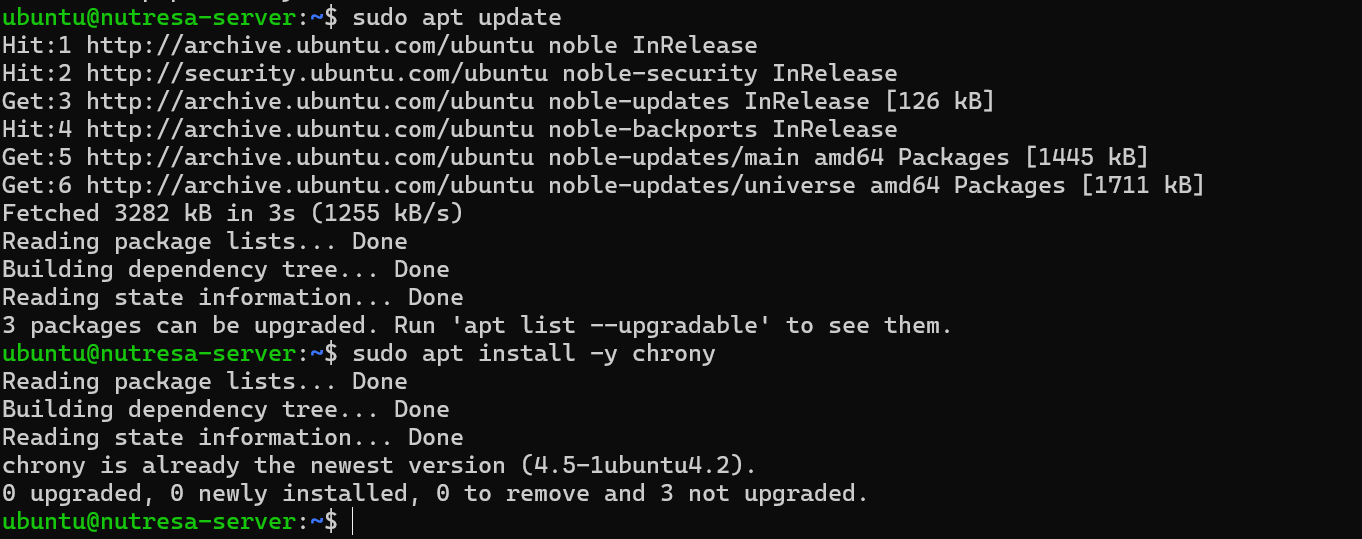 ubuntu@nutresa-server:~$ sudo apt update
Hit:1 http://archive.ubuntu.com/ubuntu noble InRelease
Hit:2 http://security.ubuntu.com/ubuntu noble-security InRelease
Get:3 http://archive.ubuntu.com/ubuntu noble-updates InRelease [126 kB]
Hit:4 http://archive.ubuntu.com/ubuntu noble-backports InRelease
Get:5 http://archive.ubuntu.com/ubuntu noble-updates/main amd64 Packages [1445 kB]
Get:6 http://archive.ubuntu.com/ubuntu noble-updates/universe amd64 Packages [1711 kB]
Fetched 3282 kB in 3s (1255 kB/s)
Reading package lists... Done
Building dependency tree... Done
Reading state information... Done
3 packages can be upgraded. Run 'apt list --upgradable' to see them.
ubuntu@nutresa-server:~$ sudo apt install -y chrony
Reading package lists... Done
Building dependency tree... Done
Reading state information... Done
chrony is already the newest version (4.5-1ubuntu4.2).
0 upgraded, 0 newly installed, 0 to remove and 3 not upgraded.
ubuntu@nutresa-server:~$